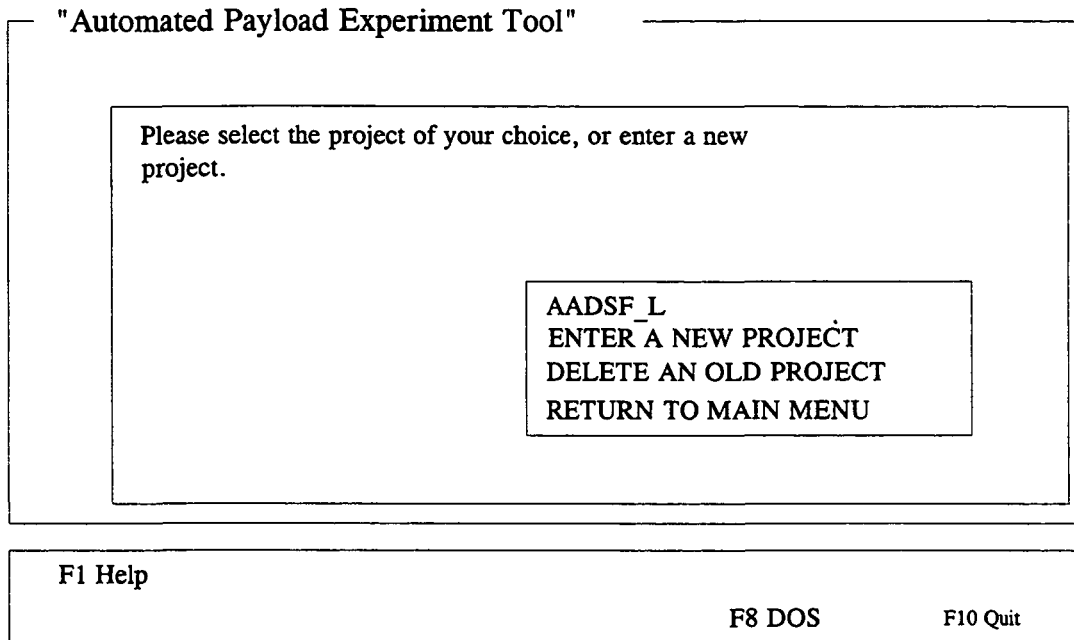 "Automated Payload Experiment Tool"
Please select the project of your choice, or enter a new
project.
AADSF_L
ENTER A NEW PROJECT
DELETE AN OLD PROJECT
RETURN TO MAIN MENU
F1 Help
F8 DOS F10 Quit